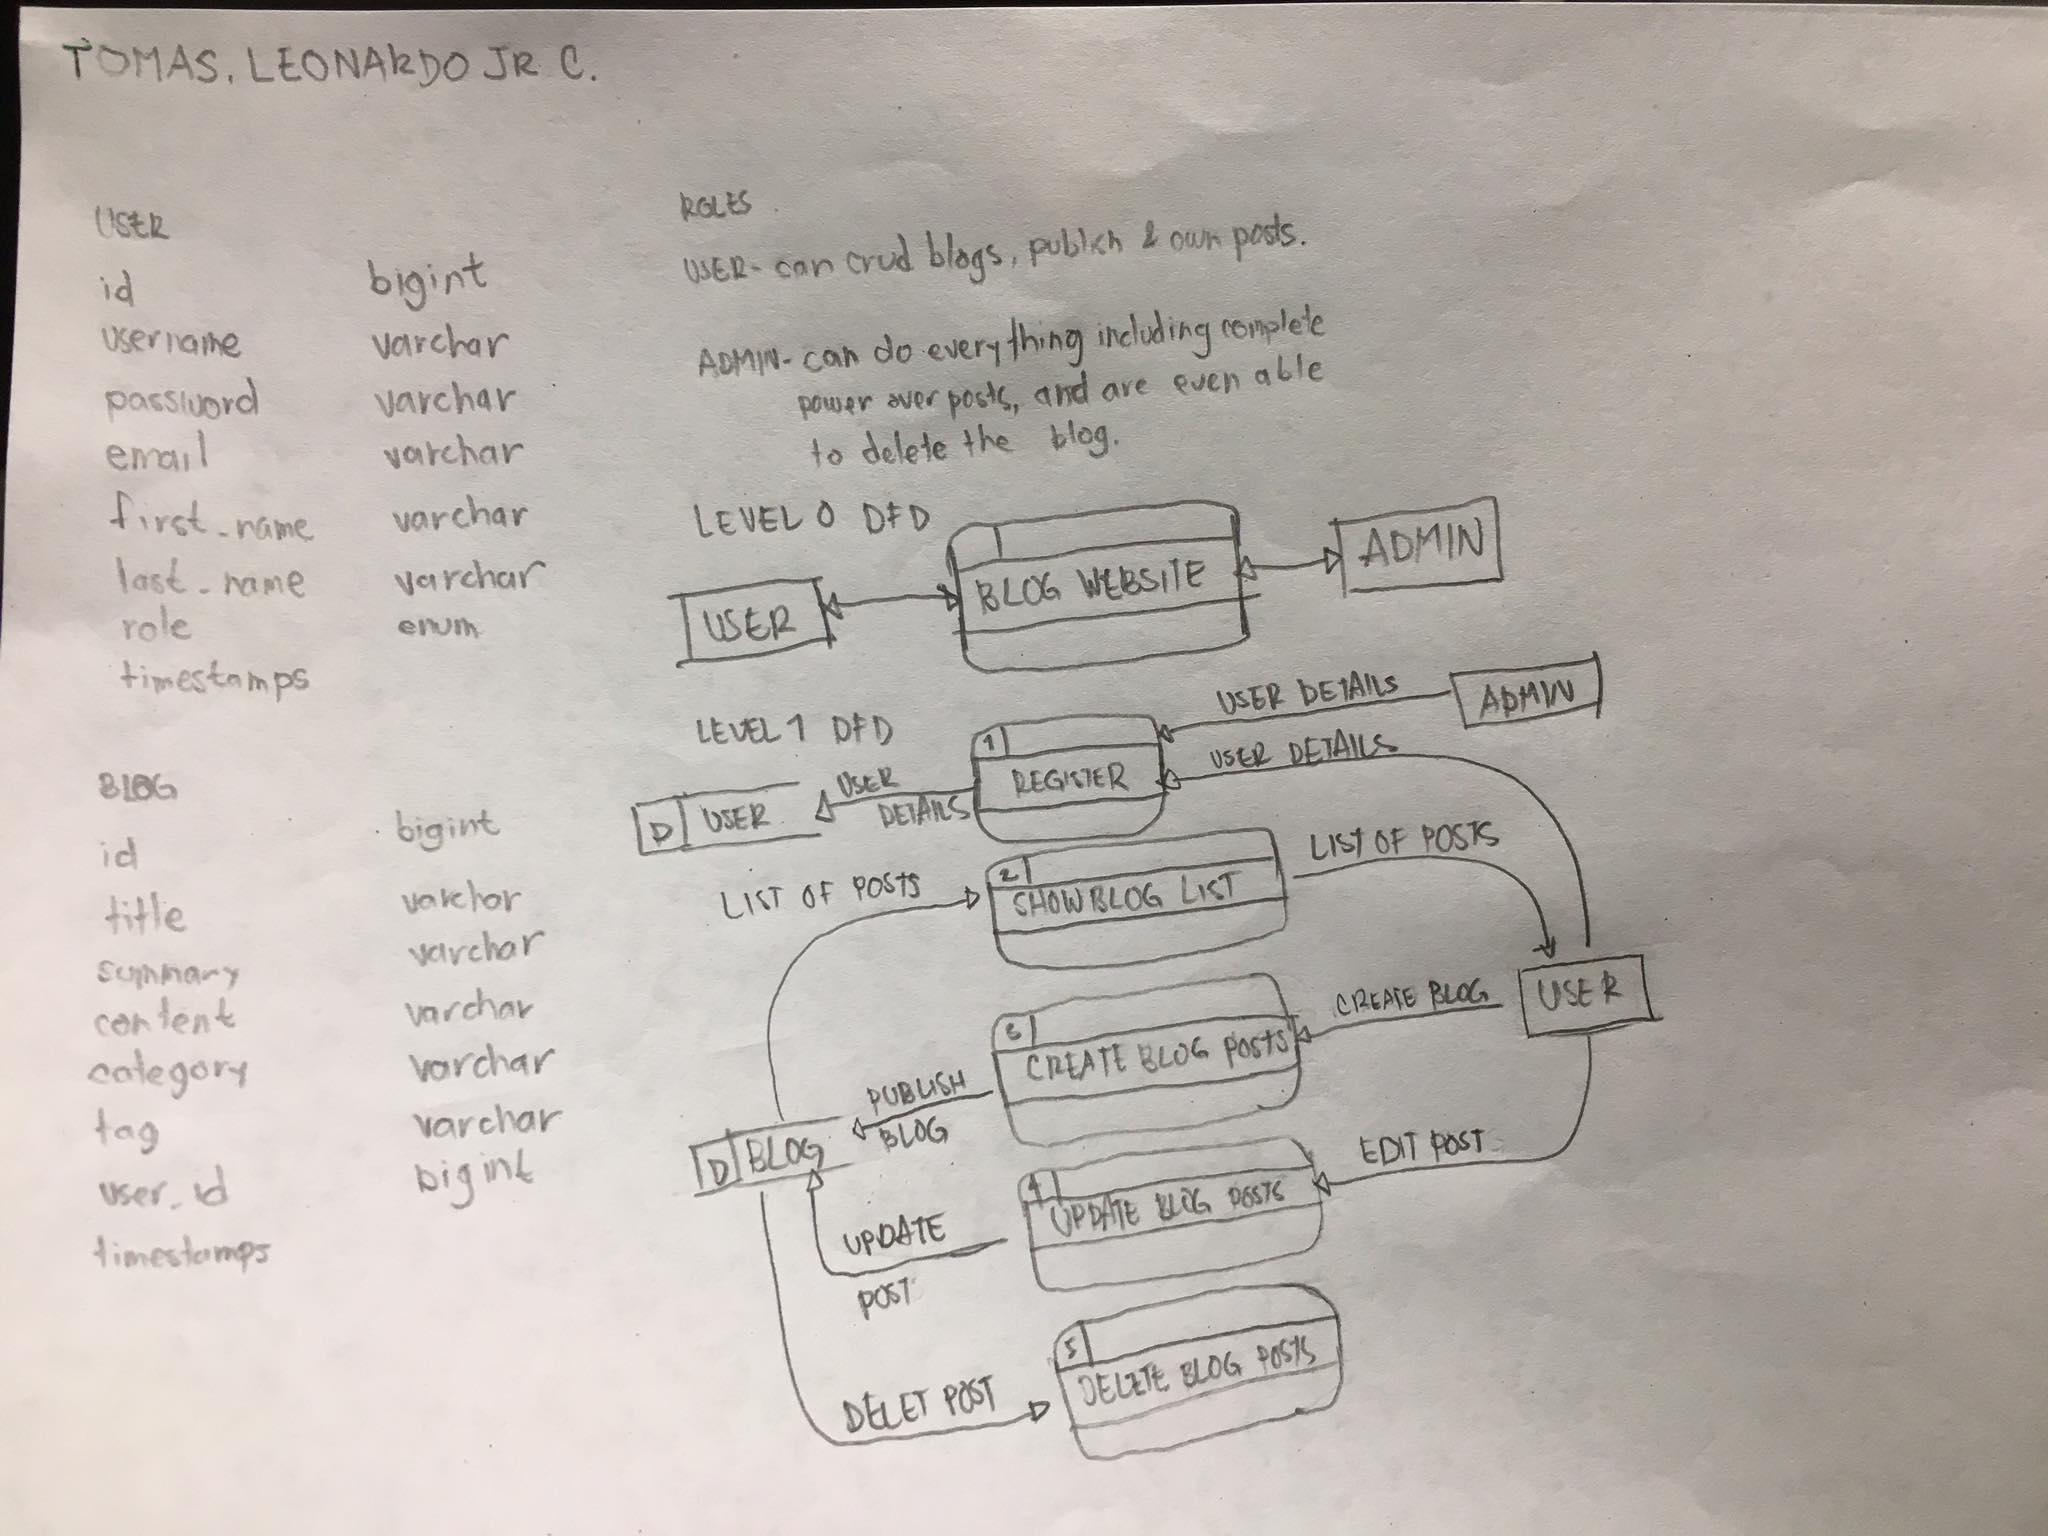 TOMAS, LEONARDO JR C.
USER
id bigint
username varchar
password varchar
email varchar
first_name varchar
last_name varchar
role enum
timestamps
BLOG
id bigint
title varchar
summary varchar
content varchar
category varchar
tag varchar
user_id bigint
timestamps
ROLES
USER- can crud blogs, publish & own posts.
ADMIN- can do everything including complete
power over posts, and are even able
to delete the blog.
LEVEL 0 DFD
USER
BLOG WEBSITE
ADMIN
LEVEL 1 DFD
USER DETAILS
ADMIN
1
REGISTER
USER DETAILS
D USER
USER
DETAILS
LIST OF POSTS
2
SHOW BLOG LIST
LIST OF POSTS
USER
3
CREATE BLOG POSTS
CREATE BLOG
PUBLISH
BLOG
D BLOG
4
UPDATE BLOG POSTS
EDIT POST
UPDATE
POST
5
DELETE BLOG POSTS
DELET POST